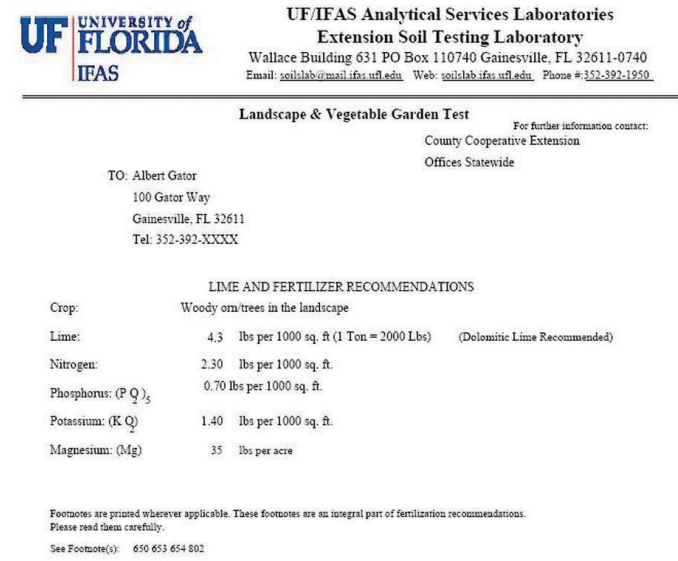 UF UNIVERSITY of
FLORIDA
IFAS
UF/IFAS Analytical Services Laboratories
Extension Soil Testing Laboratory
Wallace Building 631 PO Box 110740 Gainesville, FL 32611-0740
Email: soilslab@mail.ifas.ufl.edu Web: soilslab.ifas.ufl.edu Phone #:352-392-1950
Landscape & Vegetable Garden Test
For further information contact:
County Cooperative Extension
Offices Statewide
TO: Albert Gator
100 Gator Way
Gainesville, FL 32611
Tel: 352-392-XXXX
LIME AND FERTILIZER RECOMMENDATIONS
Crop: Woody orn/trees in the landscape
Lime: 4.3 lbs per 1000 sq. ft (1 Ton = 2000 Lbs) (Dolomitic Lime Recommended)
Nitrogen: 2.30 lbs per 1000 sq. ft.
Phosphorus: (P2O)5 0.70 lbs per 1000 sq. ft.
Potassium: (K2O) 1.40 lbs per 1000 sq. ft.
Magnesium: (Mg) 35 lbs per acre
Footnotes are printed wherever applicable. These footnotes are an integral part of fertilization recommendations.
Please read them carefully.
See Footnote(s): 650 653 654 802